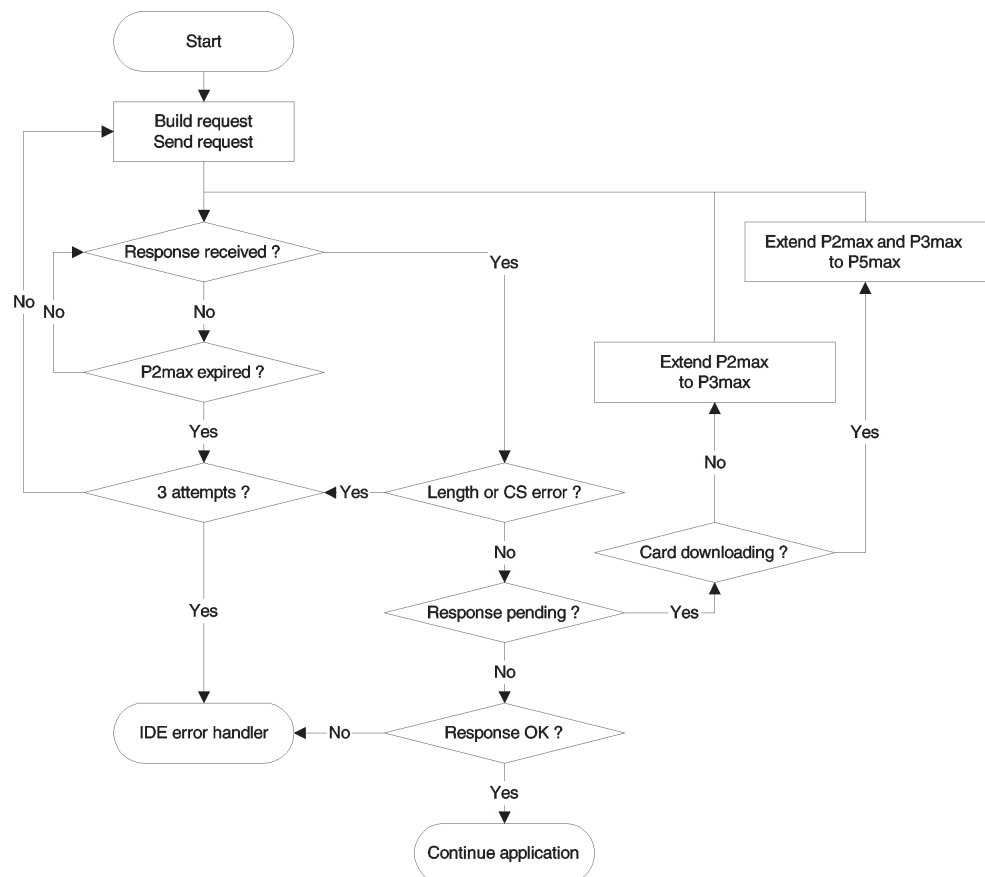 Start
Build request
Send request
Response received ?
Yes
Extend P2max and P3max
to P5max
No
No
No
P2max expired ?
Extend P2max
to P3max
Yes
Yes
No
3 attempts ?
Yes
Length or CS error ?
No
Card downloading ?
Yes
Response pending ?
Yes
No
IDE error handler
No
Response OK ?
Yes
Continue application